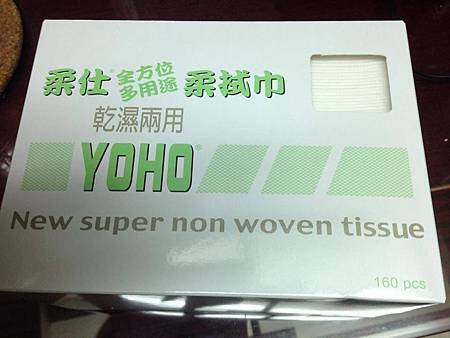 柔仕® 全方位多用途 柔拭巾
乾濕兩用
YOHO®
New super non woven tissue
160 pcs